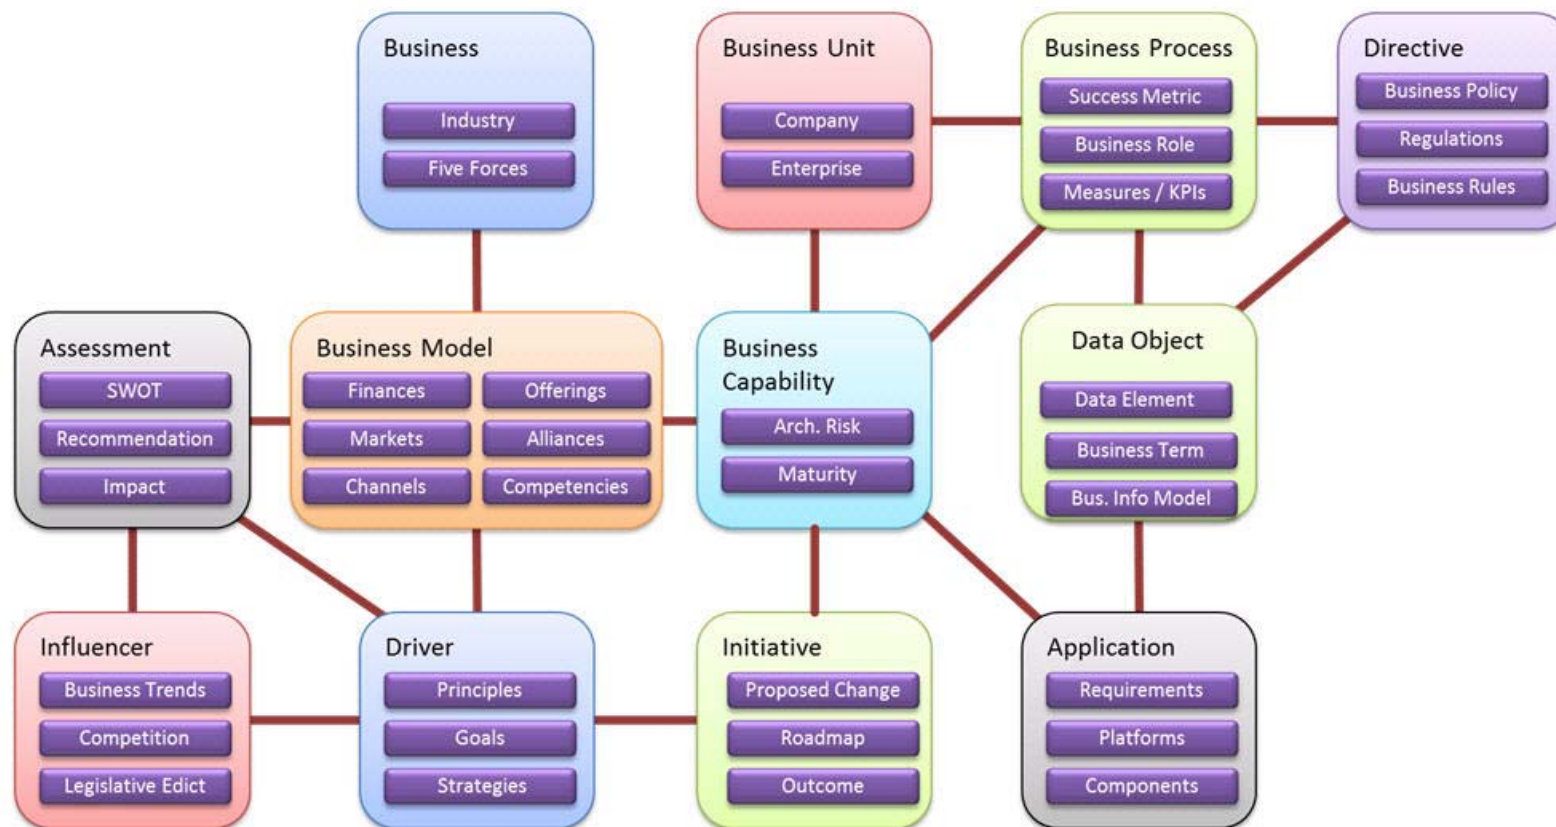 Business
Industry
Five Forces
Business Unit
Company
Enterprise
Business Process
Success Metric
Business Role
Measures / KPIs
Directive
Business Policy
Regulations
Business Rules
Assessment
SWOT
Recommendation
Impact
Business Model
Finances
Offerings
Markets
Alliances
Channels
Competencies
Business
Capability
Arch. Risk
Maturity
Data Object
Data Element
Business Term
Bus. Info Model
Influencer
Business Trends
Competition
Legislative Edict
Driver
Principles
Goals
Strategies
Initiative
Proposed Change
Roadmap
Outcome
Application
Requirements
Platforms
Components